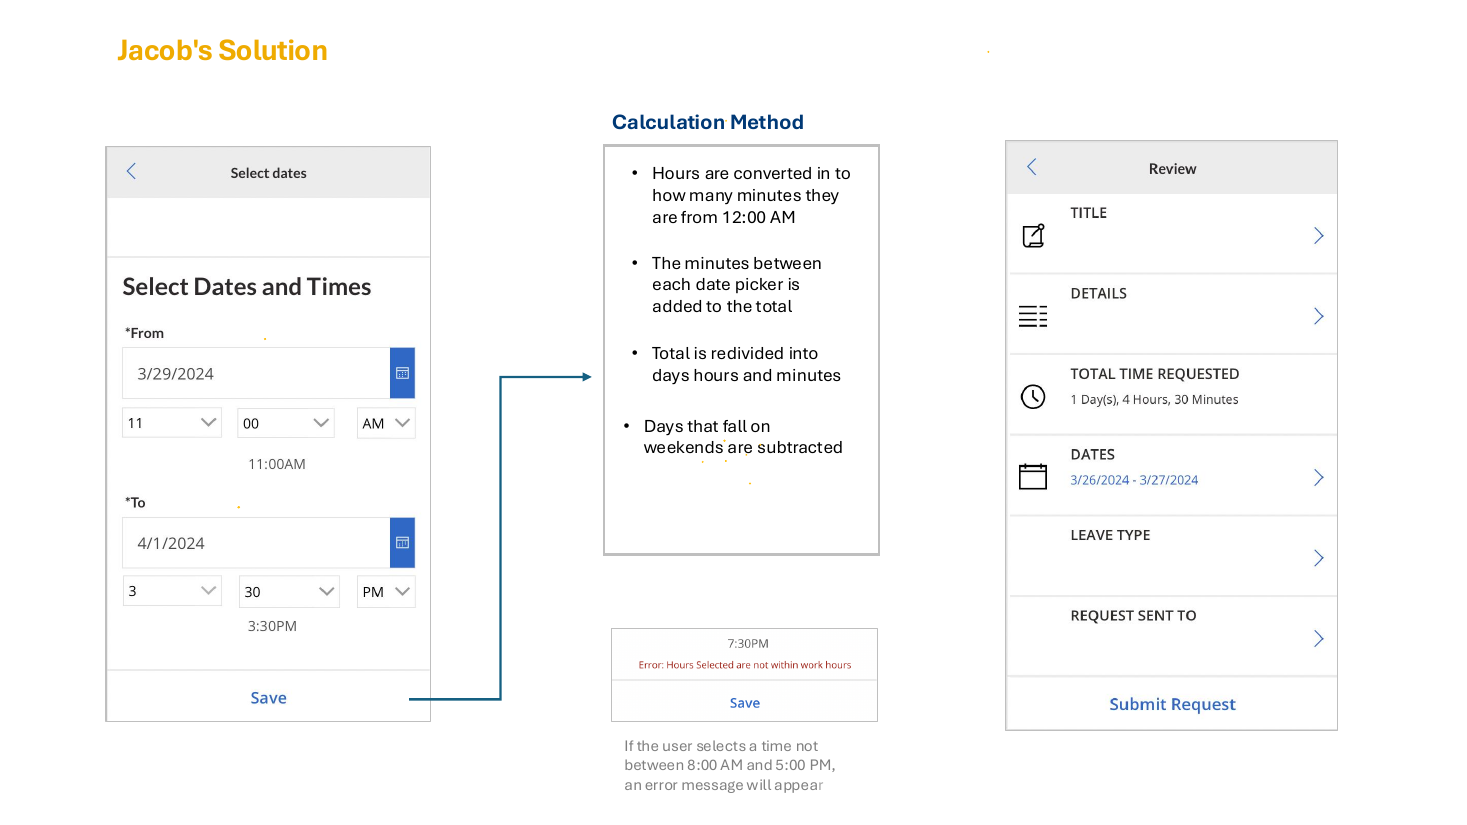 Jacob's Solution
Select dates
Select Dates and Times
*From
3/29/2024
11
00
AM
11:00AM
*To
4/1/2024
3
30
PM
3:30PM
Save
Calculation Method
• Hours are converted in to
how many minutes they
are from 12:00 AM
• The minutes between
each date picker is
added to the total
• Total is redivided into
days hours and minutes
• Days that fall on
weekends are subtracted
7:30PM
Error: Hours Selected are not within work hours
Save
If the user selects a time not
between 8:00 AM and 5:00 PM,
an error message will appear
Review
TITLE
DETAILS
TOTAL TIME REQUESTED
1 Day(s), 4 Hours, 30 Minutes
DATES
3/26/2024 - 3/27/2024
LEAVE TYPE
REQUEST SENT TO
Submit Request